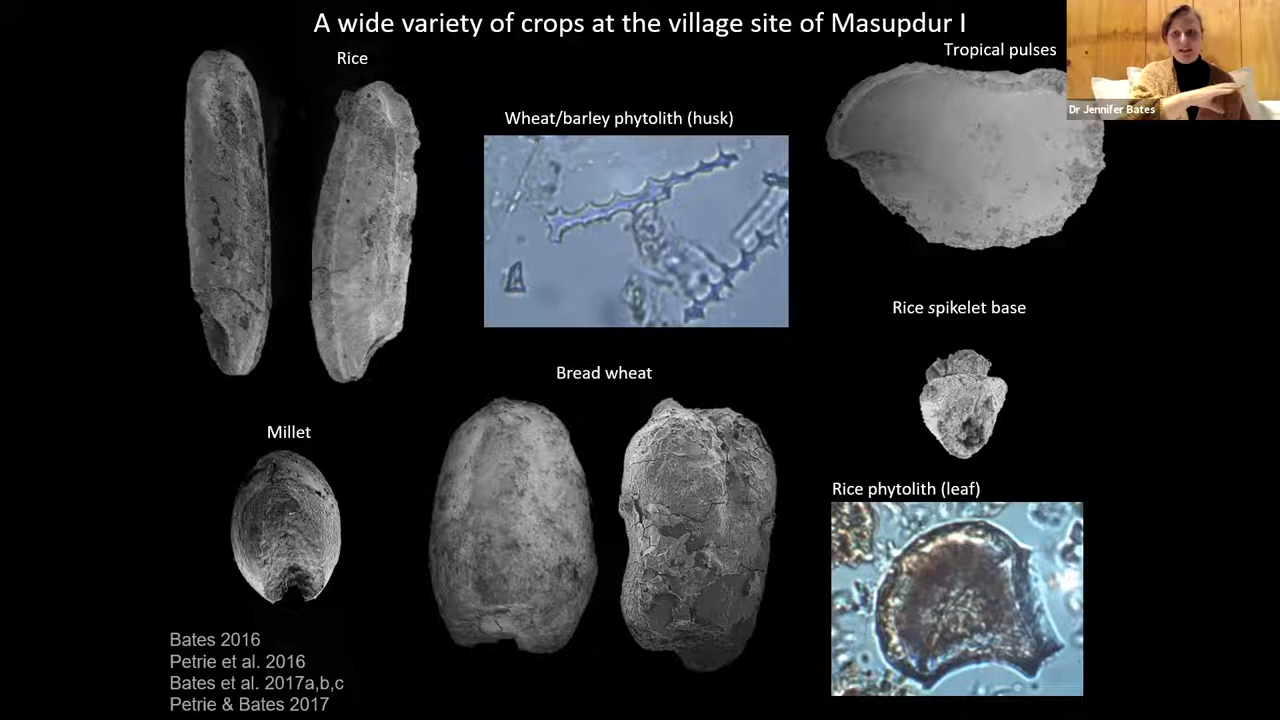 A wide variety of crops at the village site of Masupdur I
Rice
Tropical pulses
Dr Jennifer Bates
Wheat/barley phytolith (husk)
Rice spikelet base
Bread wheat
Millet
Rice phytolith (leaf)
Bates 2016
Petrie et al. 2016
Bates et al. 2017a,b,c
Petrie & Bates 2017